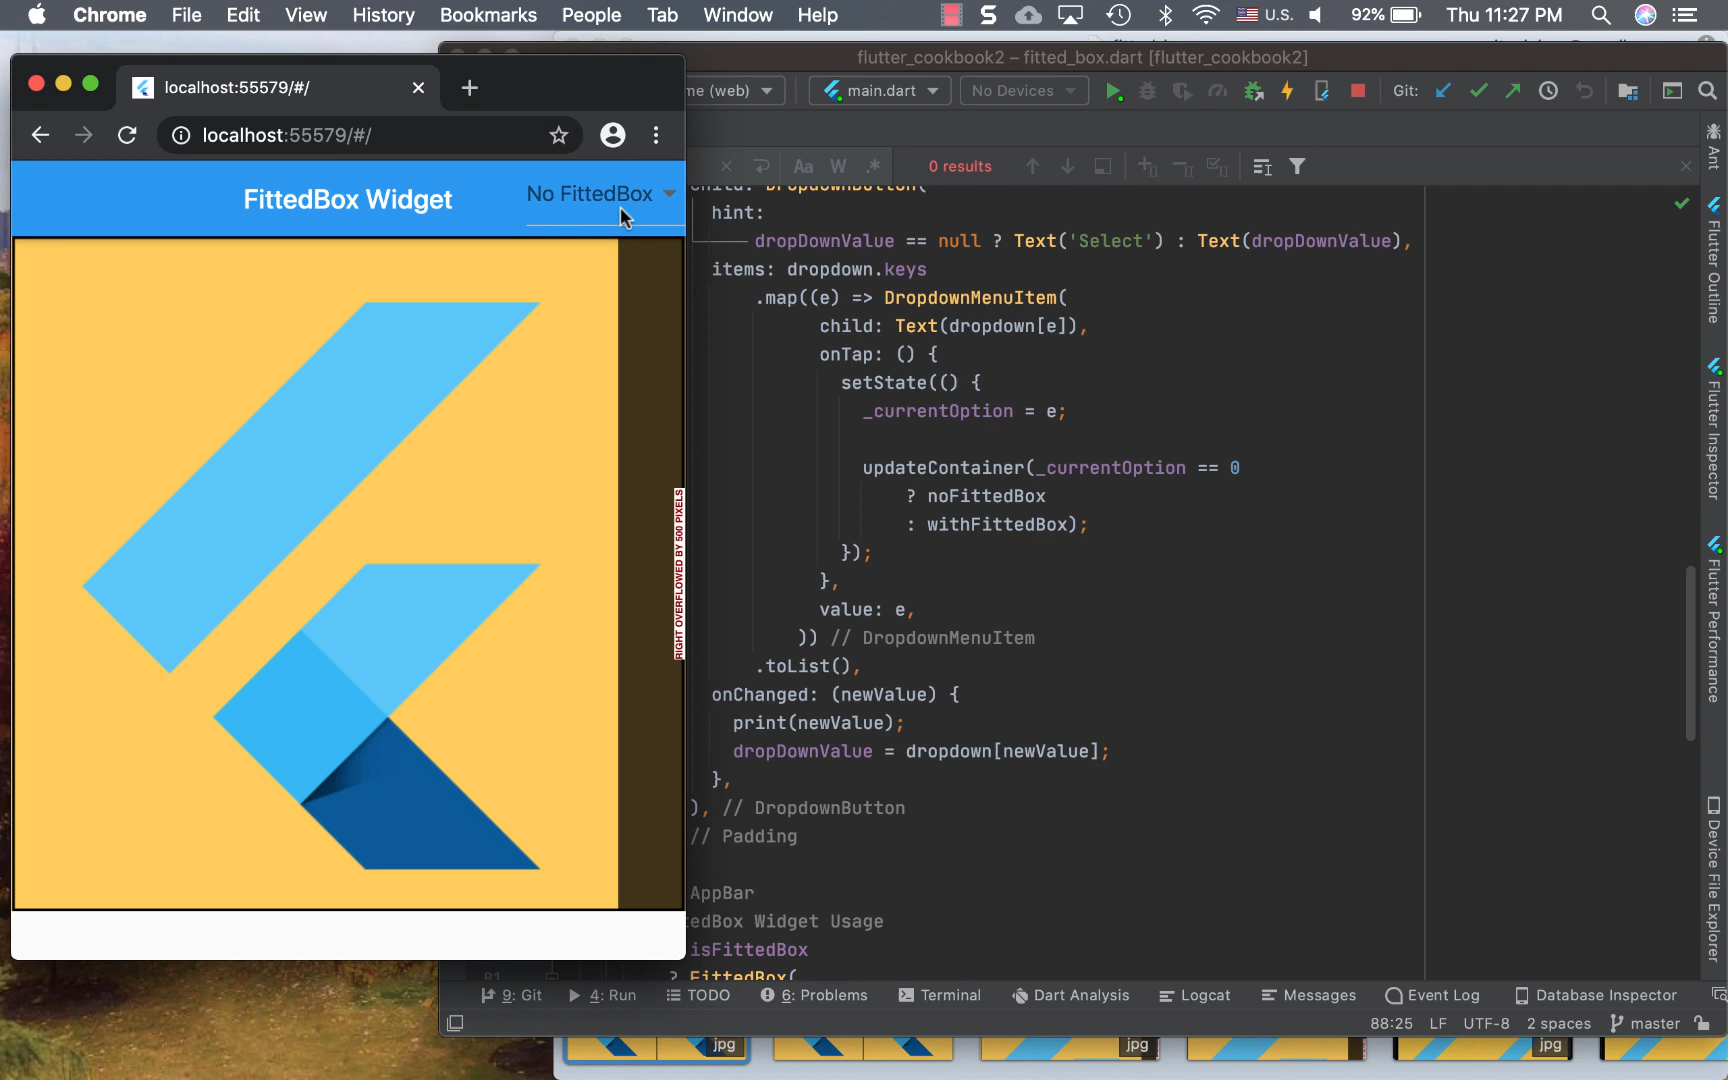 Chrome File Edit View History Bookmarks People Tab Window Help U.S. 92% Thu 11:27 PM
flutter_cookbook2 – fitted_box.dart [flutter_cookbook2]
localhost:55579/#/
me (web) main.dart No Devices Git:
localhost:55579/#/
Aa W .* 0 results
FittedBox Widget
No FittedBox
RIGHT OVERFLOWED BY 500 PIXELS
hint:
dropDownValue == null ? Text('Select') : Text(dropDownValue),
items: dropdown.keys
.map((e) => DropdownMenuItem(
child: Text(dropdown[e]),
onTap: () {
setState(() {
_currentOption = e;
updateContainer(_currentOption == 0
? noFittedBox
: withFittedBox);
});
},
value: e,
)) // DropdownMenuItem
.toList(),
onChanged: (newValue) {
print(newValue);
dropDownValue = dropdown[newValue];
},
), // DropdownButton
// Padding
AppBar
edBox Widget Usage
isFittedBox
81 ? FittedBox(
Ant
Flutter Outline
Flutter Inspector
Flutter Performance
Device File Explorer
9: Git 4: Run TODO 6: Problems Terminal Dart Analysis Logcat Messages Event Log Database Inspector
88:25 LF UTF-8 2 spaces master
jpg jpg jpg